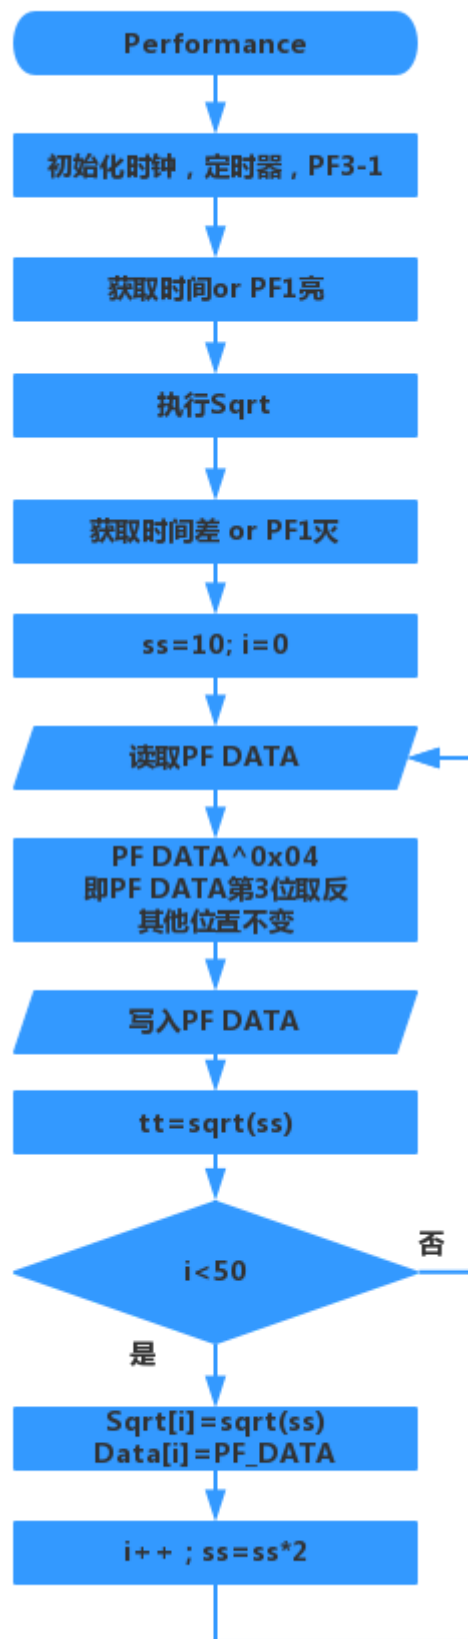 Performance
初始化时钟，定时器，PF3-1
获取时间or PF1亮
执行Sqrt
获取时间差 or PF1灭
ss=10; i=0
读取PF DATA
PF DATA^0x04
即PF DATA第3位取反
其他位置不变
写入PF DATA
tt=sqrt(ss)
i<50
否
是
Sqrt[i]=sqrt(ss)
Data[i]=PF_DATA
i++ ; ss=ss*2